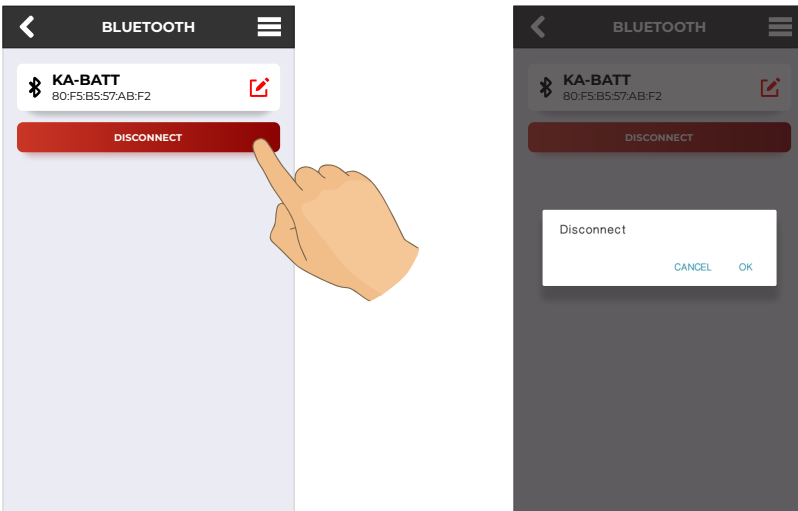 BLUETOOTH
KA-BATT
80:F5:B5:57:AB:F2
DISCONNECT
BLUETOOTH
KA-BATT
80:F5:B5:57:AB:F2
DISCONNECT
Disconnect
CANCEL OK